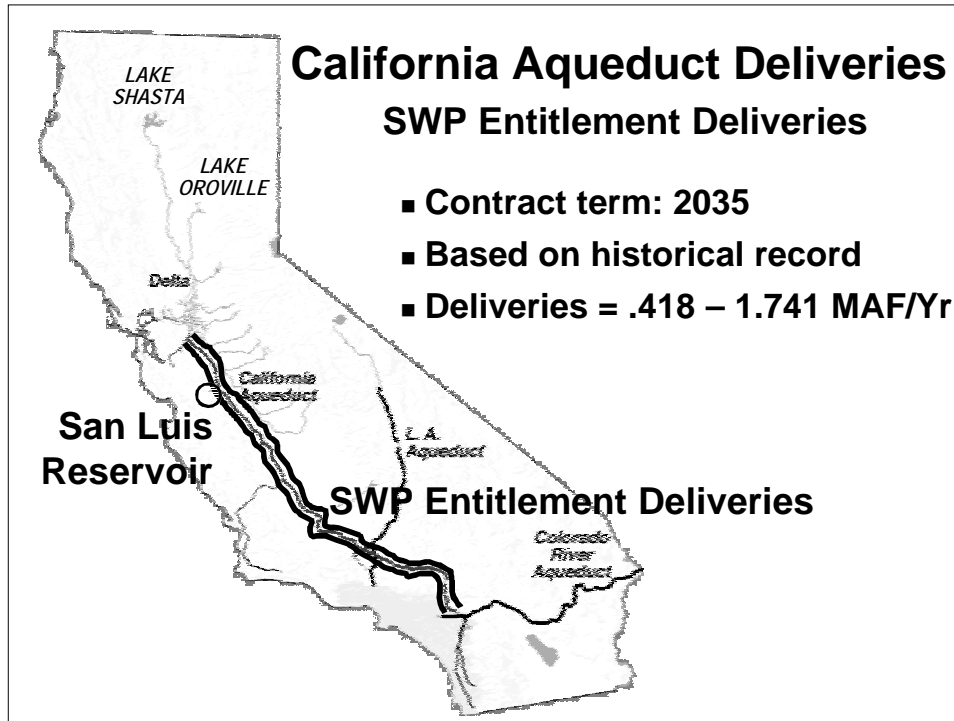 California Aqueduct Deliveries
SWP Entitlement Deliveries
LAKE
SHASTA
LAKE
OROVILLE
■ Contract term: 2035
■ Based on historical record
■ Deliveries = .418 – 1.741 MAF/Yr
Delta
California
Aqueduct
San Luis
Reservoir
L.A.
Aqueduct
SWP Entitlement Deliveries
Colorado
River
Aqueduct